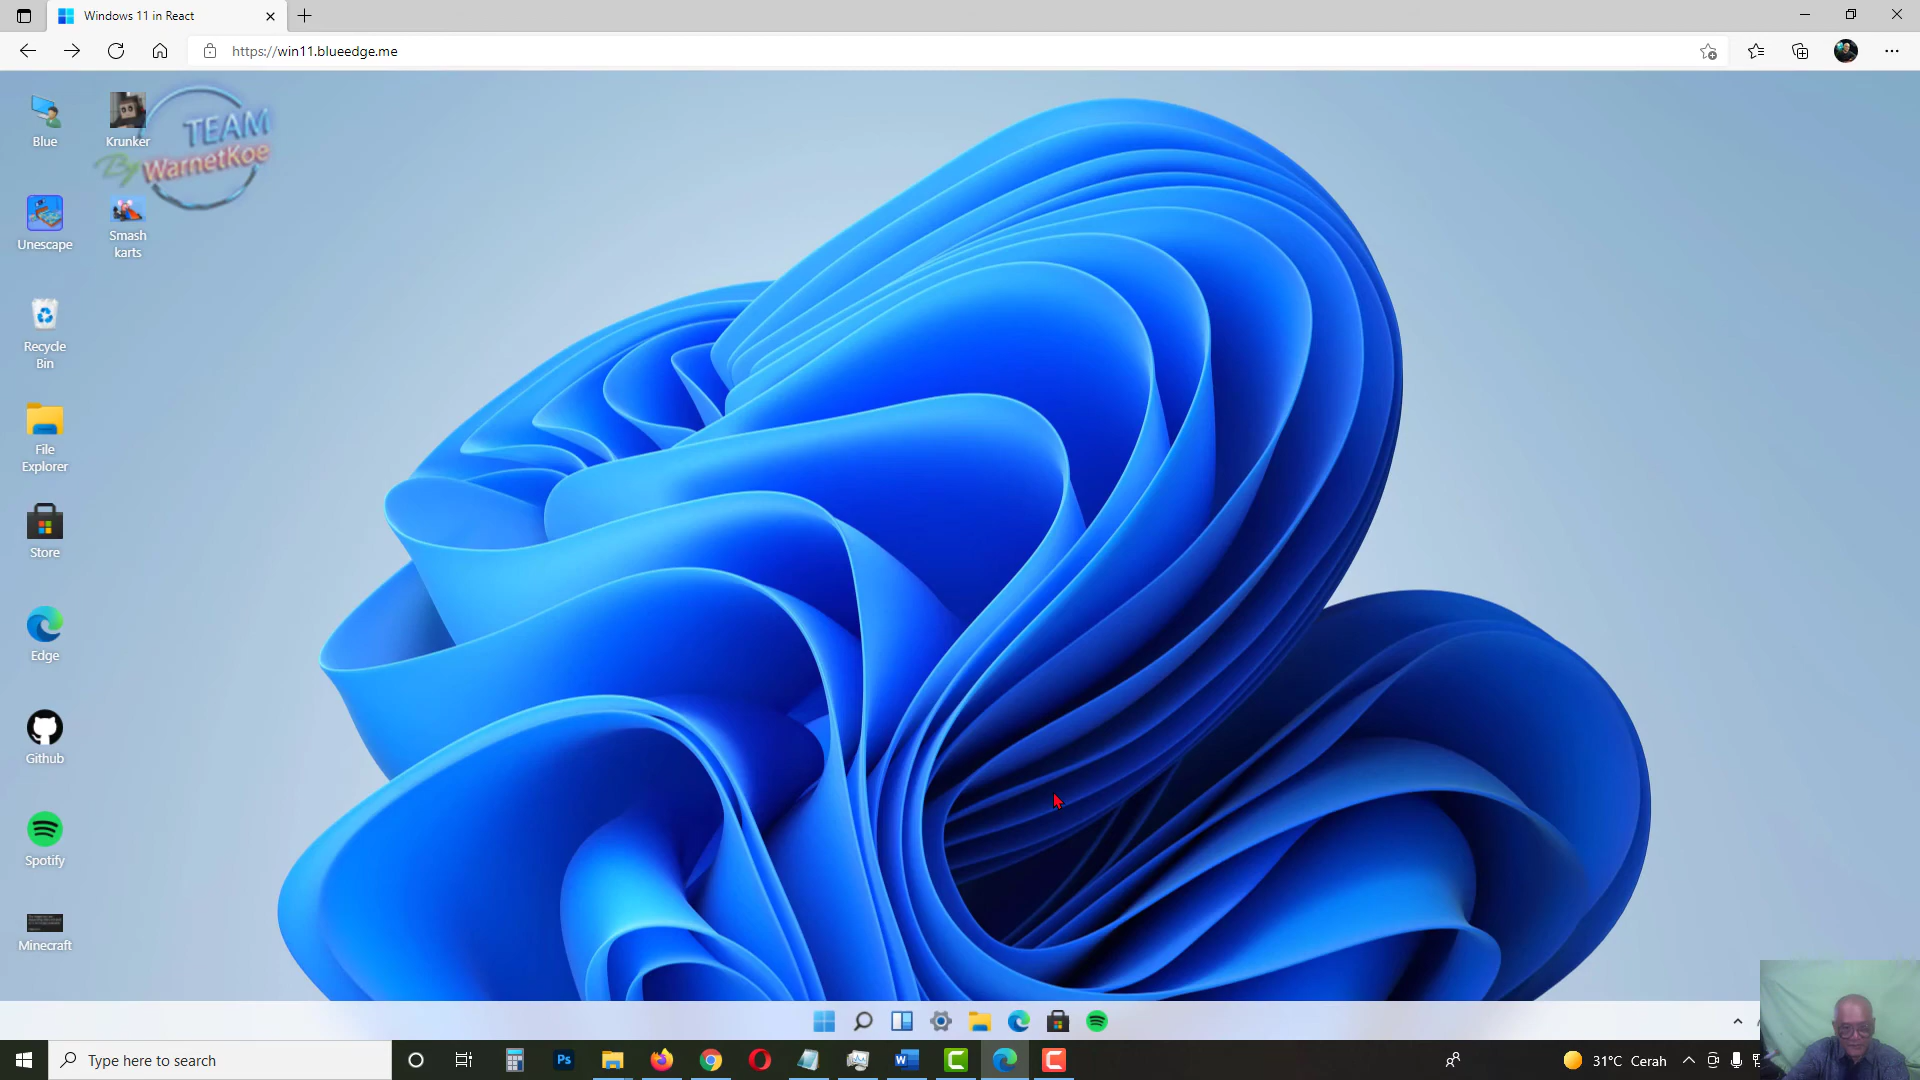 Windows 11 in React
https://win11.blueedge.me
Blue
Krunker
TEAM
By WarnetKoe
Unescape
Smash
karts
Recycle
Bin
File
Explorer
Store
Edge
Github
Spotify
Minecraft
Type here to search
Ps
31°C Cerah